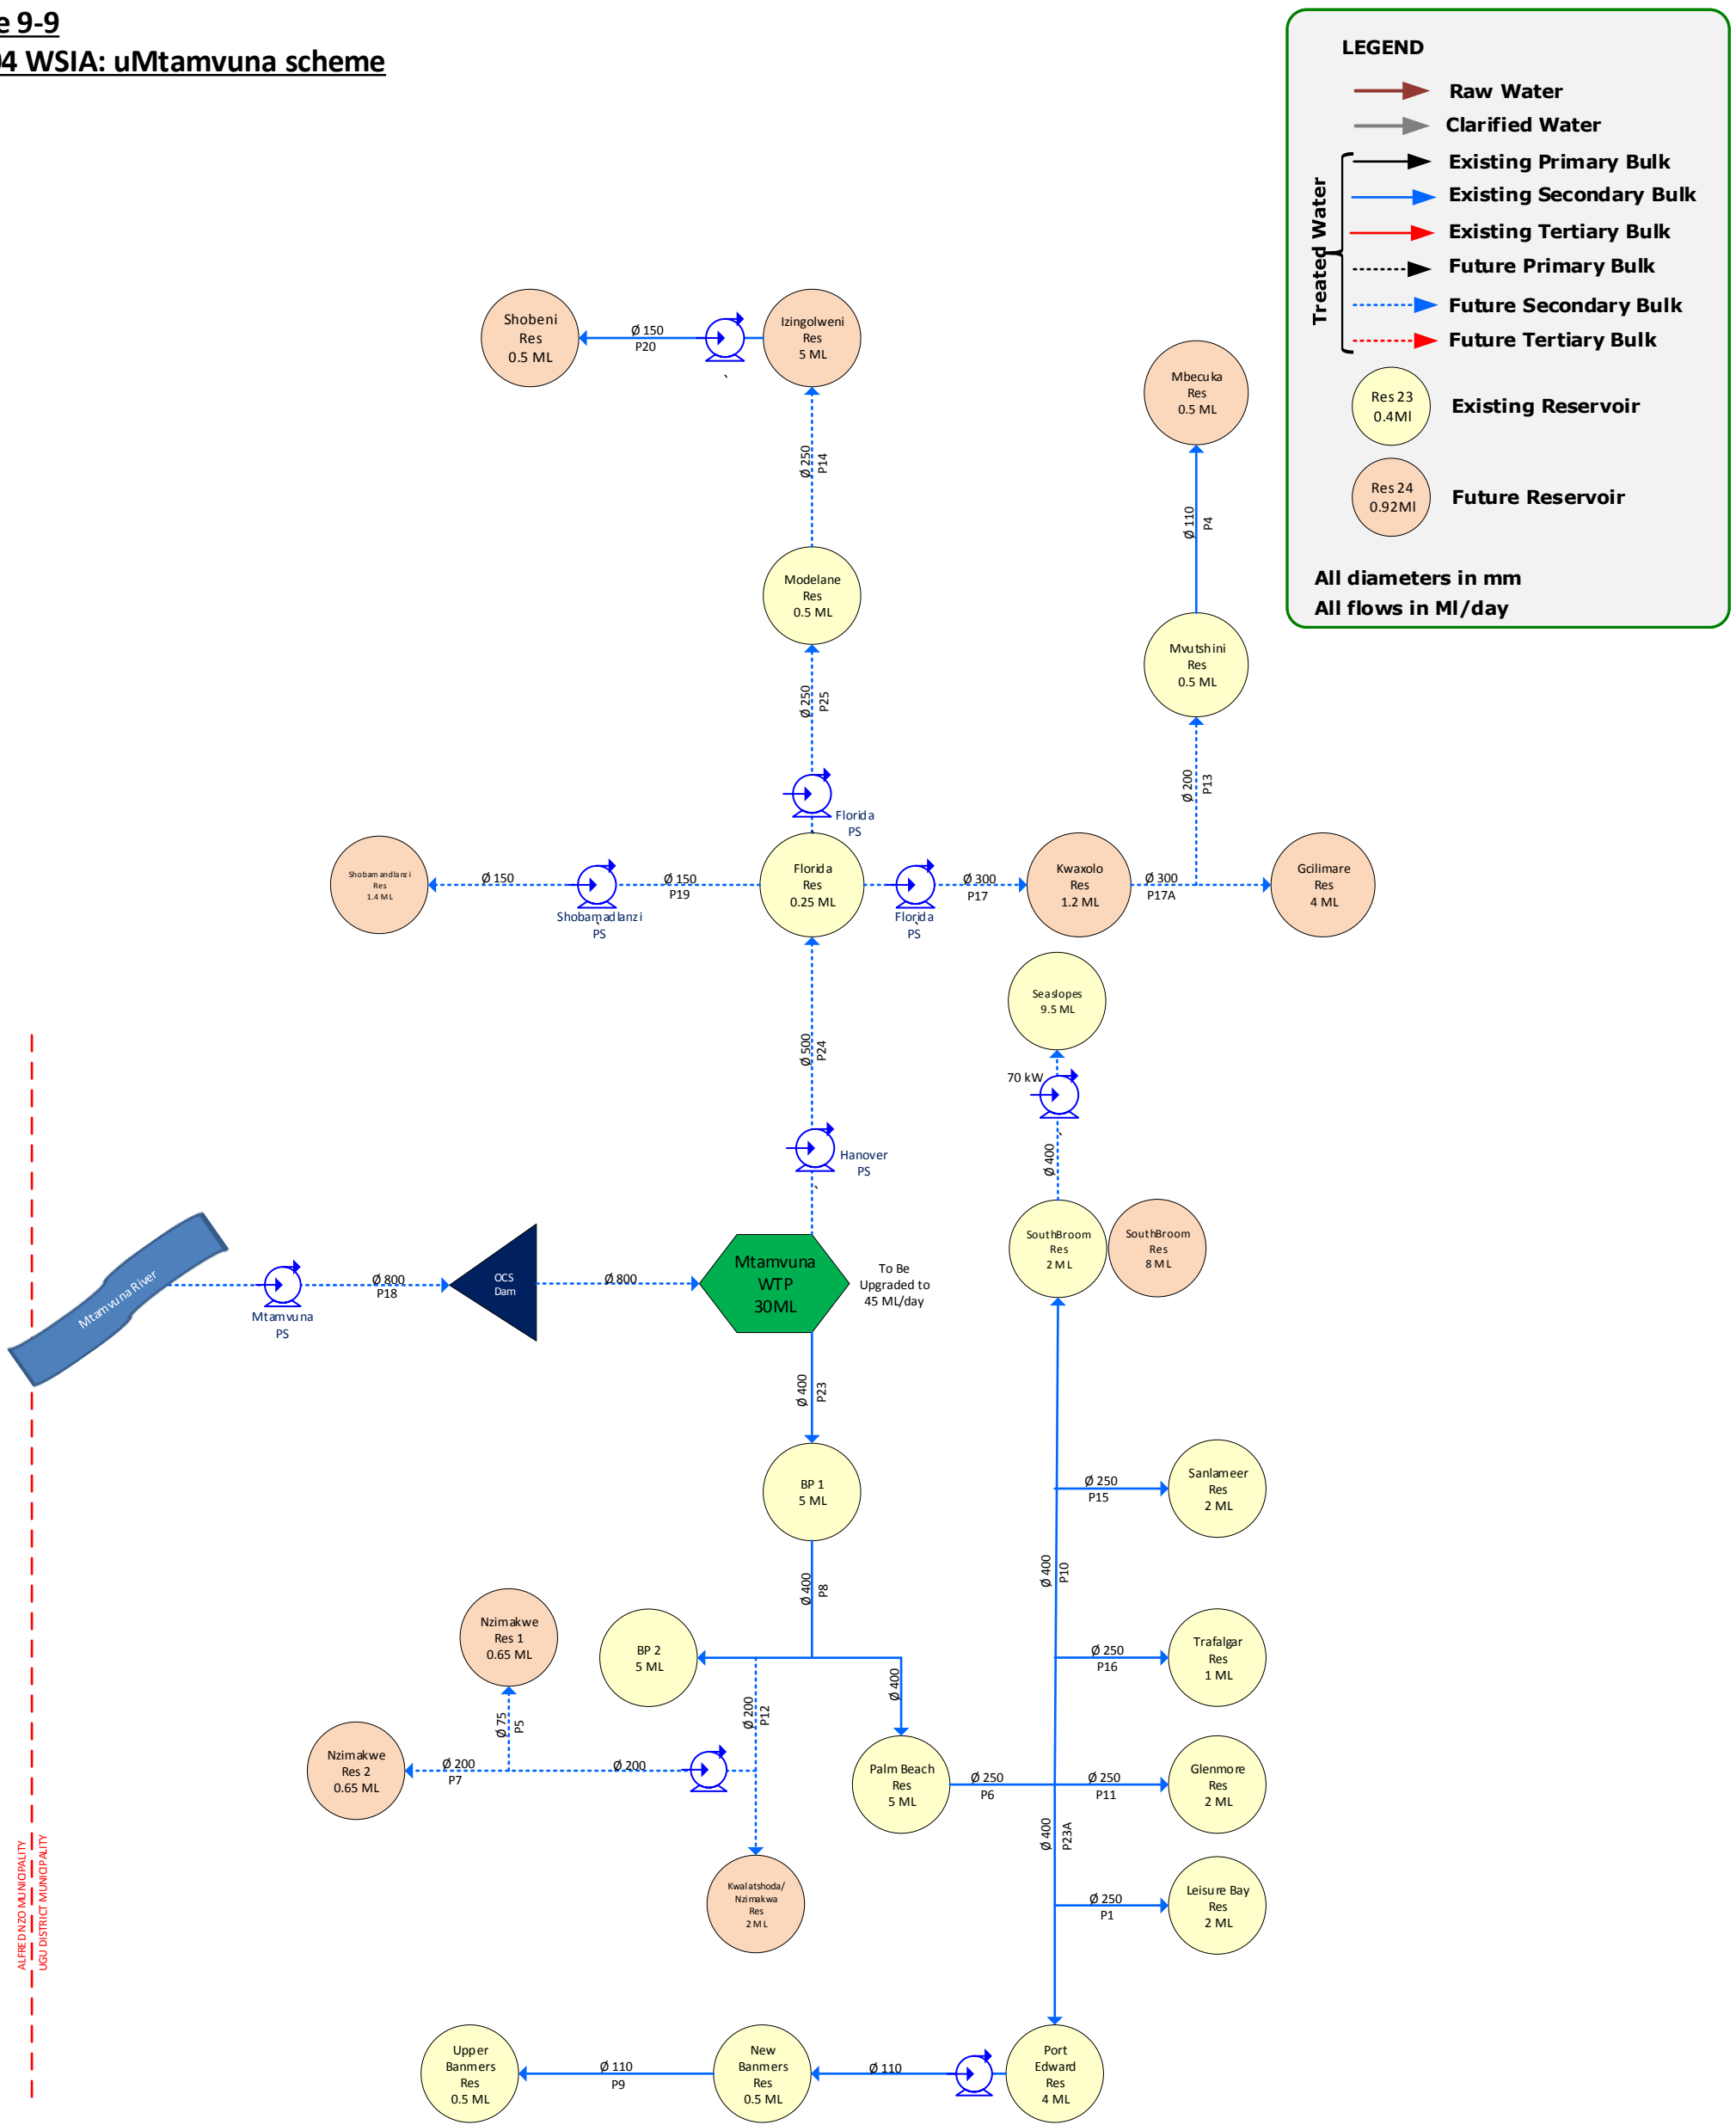 e 9-9
04 WSIA: uMtamvuna scheme
LEGEND
Raw Water
Clarified Water
Treated Water
Existing Primary Bulk
Existing Secondary Bulk
Existing Tertiary Bulk
Future Primary Bulk
Future Secondary Bulk
Future Tertiary Bulk
Res 23
0.4Ml
Existing Reservoir
Res 24
0.92Ml
Future Reservoir
All diameters in mm
All flows in Ml/day
Shobeni
Res
0.5 ML
Ø 150
P20
`
Izingolweni
Res
5 ML
Ø 250
P14
Mbecuka
Res
0.5 ML
Ø 110
P4
Modelane
Res
0.5 ML
Mvutshini
Res
0.5 ML
Ø 250
P25
Ø 200
P13
Florida
PS
Shobamandlanzi
Res
1.4 ML
Ø 150
Shobamadlanzi
PS
Ø 150
P19
Florida
Res
0.25 ML
Florida
PS
Ø 300
P17
Kwaxolo
Res
1.2 ML
Ø 300
P17A
Gcilimare
Res
4 ML
Seaslopes
9.5 ML
Ø 500
P24
70 kW
Ø 400
Hanover
PS
`
Mtamvuna River
Mtamvuna
PS
Ø 800
P18
OCS
Dam
Ø 800
Mtamvuna
WTP
30ML
To Be
Upgraded to
45 ML/day
SouthBroom
Res
2 ML
SouthBroom
Res
8 ML
Ø 400
P23
BP 1
5 ML
Sanlameer
Res
2 ML
Ø 250
P15
Ø 400
P10
Ø 400
P8
Nzimakwe
Res 1
0.65 ML
BP 2
5 ML
Ø 250
P16
Trafalgar
Res
1 ML
Ø 75
P5
Ø 200
P12
Ø 400
Nzimakwe
Res 2
0.65 ML
Ø 200
P7
Ø 200
Palm Beach
Res
5 ML
Ø 250
P6
Ø 250
P11
Glenmore
Res
2 ML
Ø 400
P23A
Kwalatshoda/
Nzimakwa
Res
2 ML
Ø 250
P1
Leisure Bay
Res
2 ML
ALFRED NZO MUNICIPALITY
UGU DISTRICT MUNICIPALITY
Upper
Banmers
Res
0.5 ML
Ø 110
P9
New
Banmers
Res
0.5 ML
Ø 110
Port
Edward
Res
4 ML